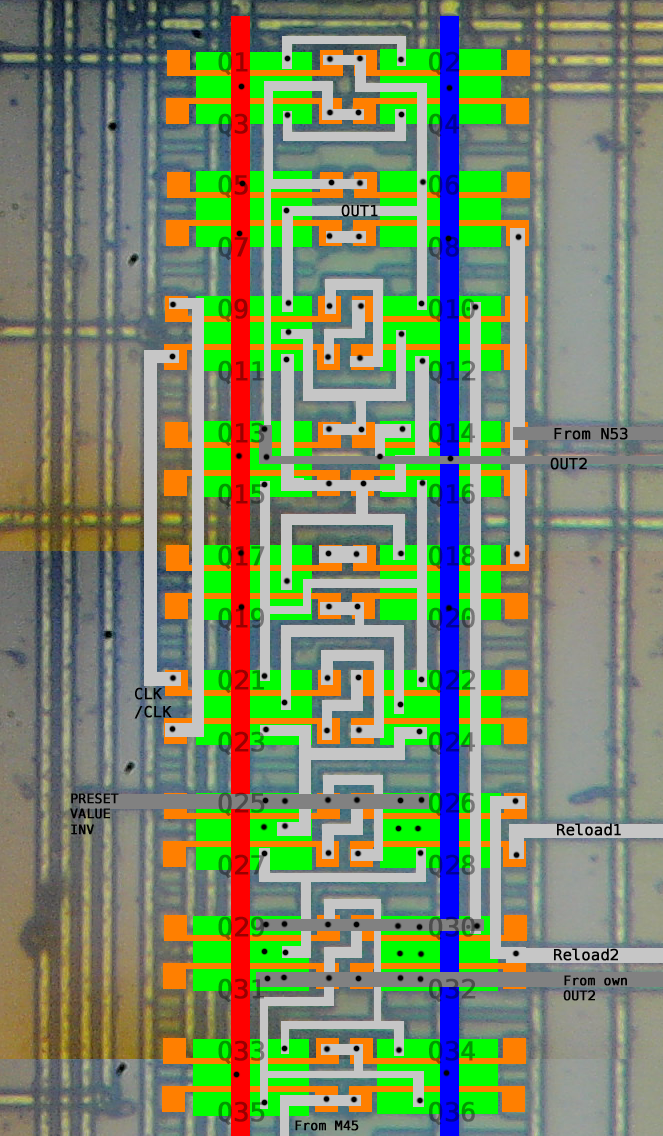 Q1 Q2
Q3 Q4
Q5 Q6
OUT1
Q7 Q8
Q9 Q10
Q11 Q12
Q13 Q14 From N53
OUT2
Q15 Q16
Q17 Q18
Q19 Q20
Q21 Q22
CLK
/CLK
Q23 Q24
PRESET
VALUE
INV
Q25 Q26
Reload1
Q27 Q28
Q29 Q30
Reload2
Q31 Q32
From own
OUT2
Q33 Q34
Q35 Q36
From M45